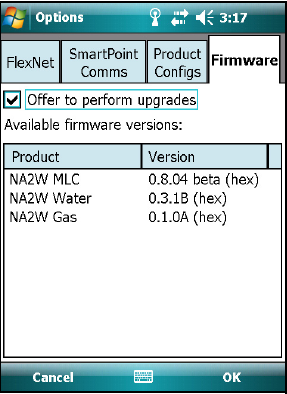 Options 3:17
FlexNet
SmartPoint
Comms
Product
Configs
Firmware
Offer to perform upgrades
Available firmware versions:
Product Version
NA2W MLC 0.8.04 beta (hex)
NA2W Water 0.3.1B (hex)
NA2W Gas 0.1.0A (hex)
Cancel OK